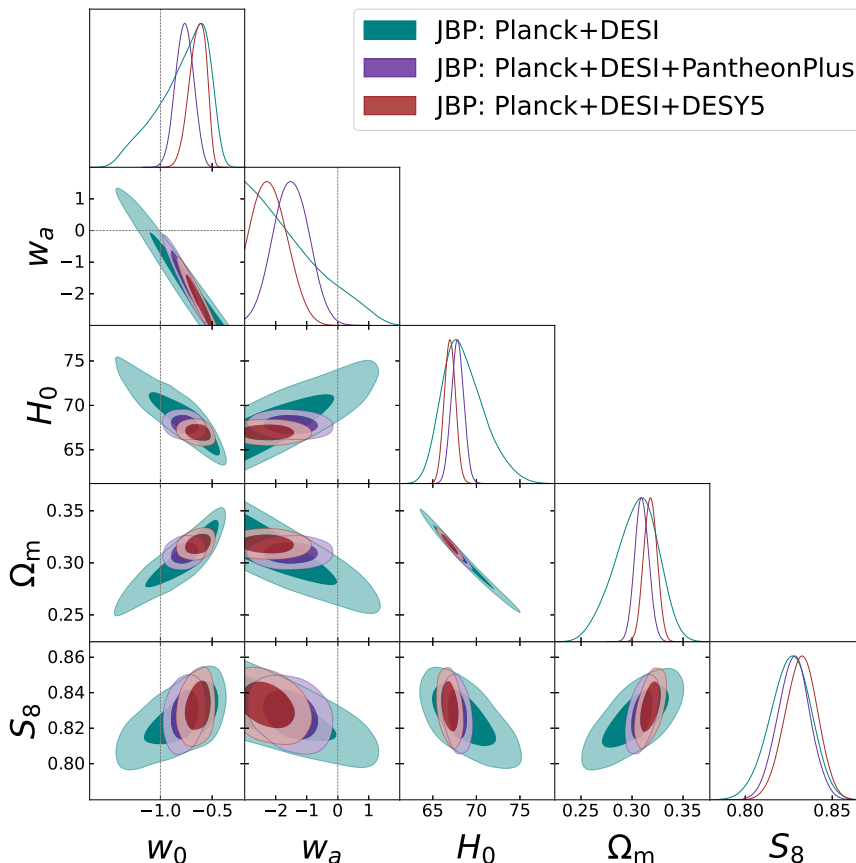 JBP: Planck+DESI
JBP: Planck+DESI+PantheonPlus
JBP: Planck+DESI+DESY5
1
0
−1
−2
w_a
75
70
65
H_0
0.35
0.30
0.25
Ω_m
0.86
0.84
0.82
0.80
S_8
−1.0 −0.5 −2 0 1 65 70 75 0.25 0.30 0.35 0.80 0.85
w_0 w_a H_0 Ω_m S_8